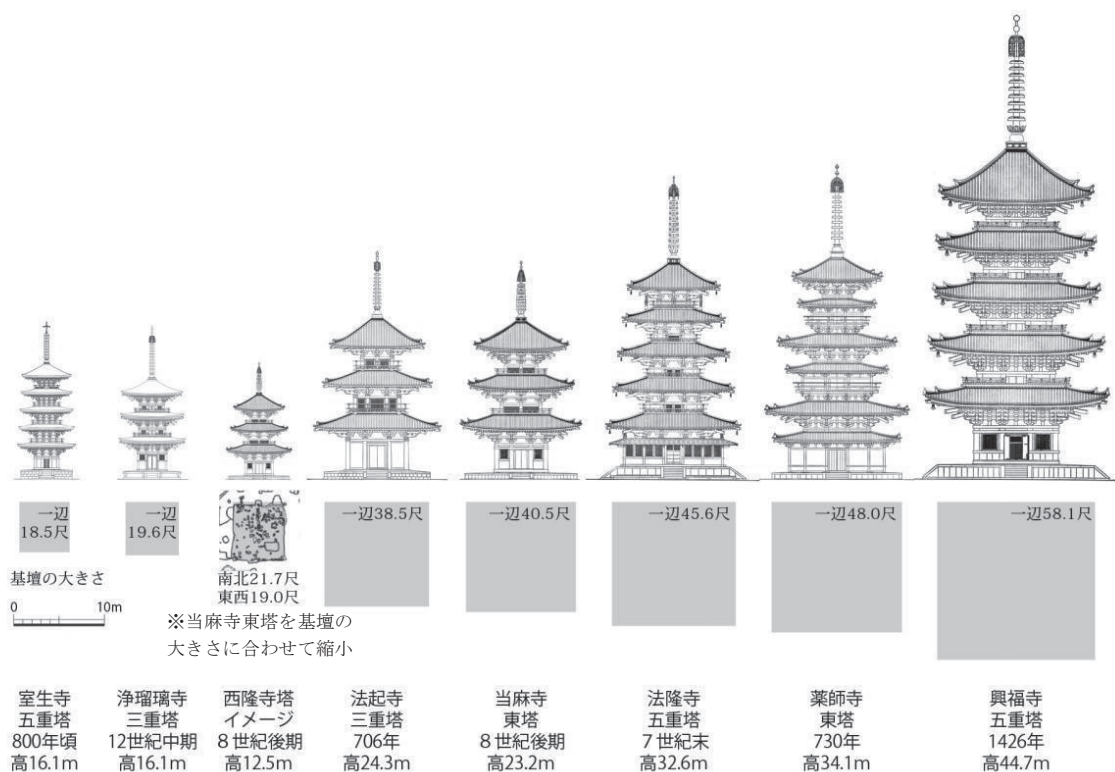 一辺
18.5尺
一辺
19.6尺
南北21.7尺
東西19.0尺
一辺38.5尺
一辺40.5尺
一辺45.6尺
一辺48.0尺
一辺58.1尺
基壇の大きさ
0 10m
※当麻寺東塔を基壇の
大きさに合わせて縮小
室生寺
五重塔
800年頃
高16.1m
浄瑠璃寺
三重塔
12世紀中期
高16.1m
西隆寺塔
イメージ
８世紀後期
高12.5m
法起寺
三重塔
706年
高24.3m
当麻寺
東塔
８世紀後期
高23.2m
法隆寺
五重塔
７世紀末
高32.6m
薬師寺
東塔
730年
高34.1m
興福寺
五重塔
1426年
高44.7m